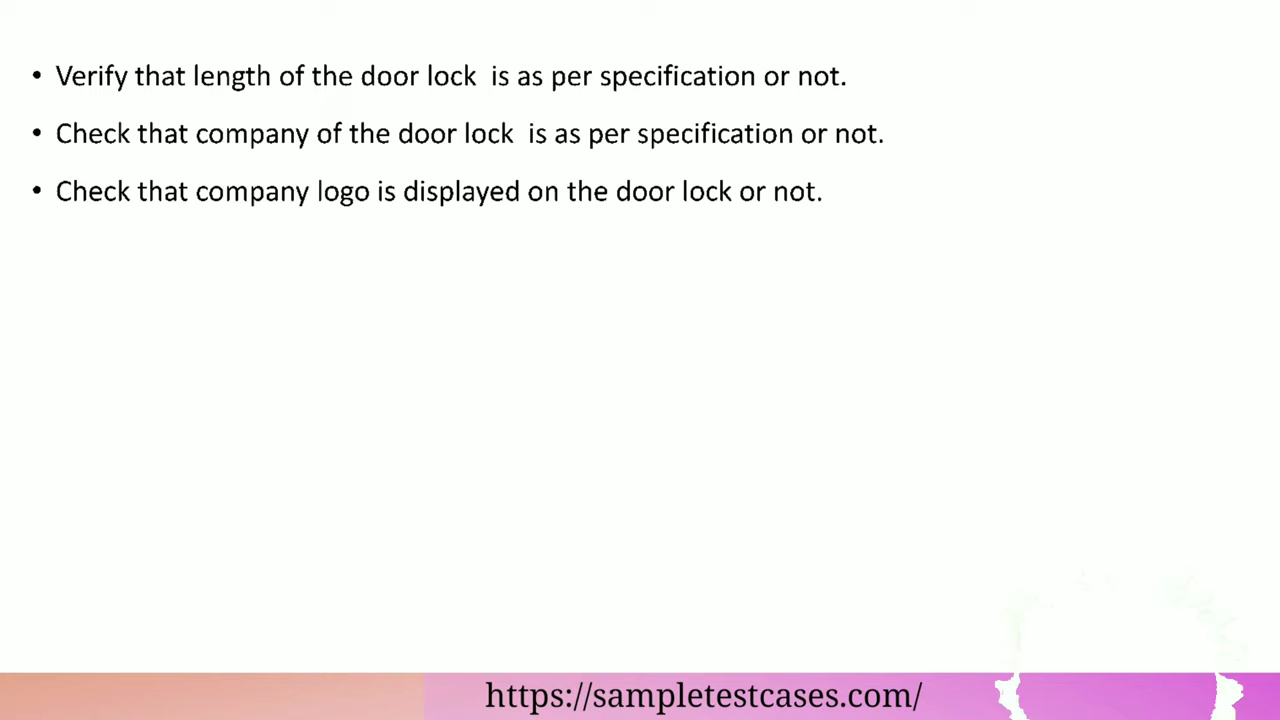 • Verify that length of the door lock  is as per specification or not.
• Check that company of the door lock  is as per specification or not.
• Check that company logo is displayed on the door lock or not.
https://sampletestcases.com/